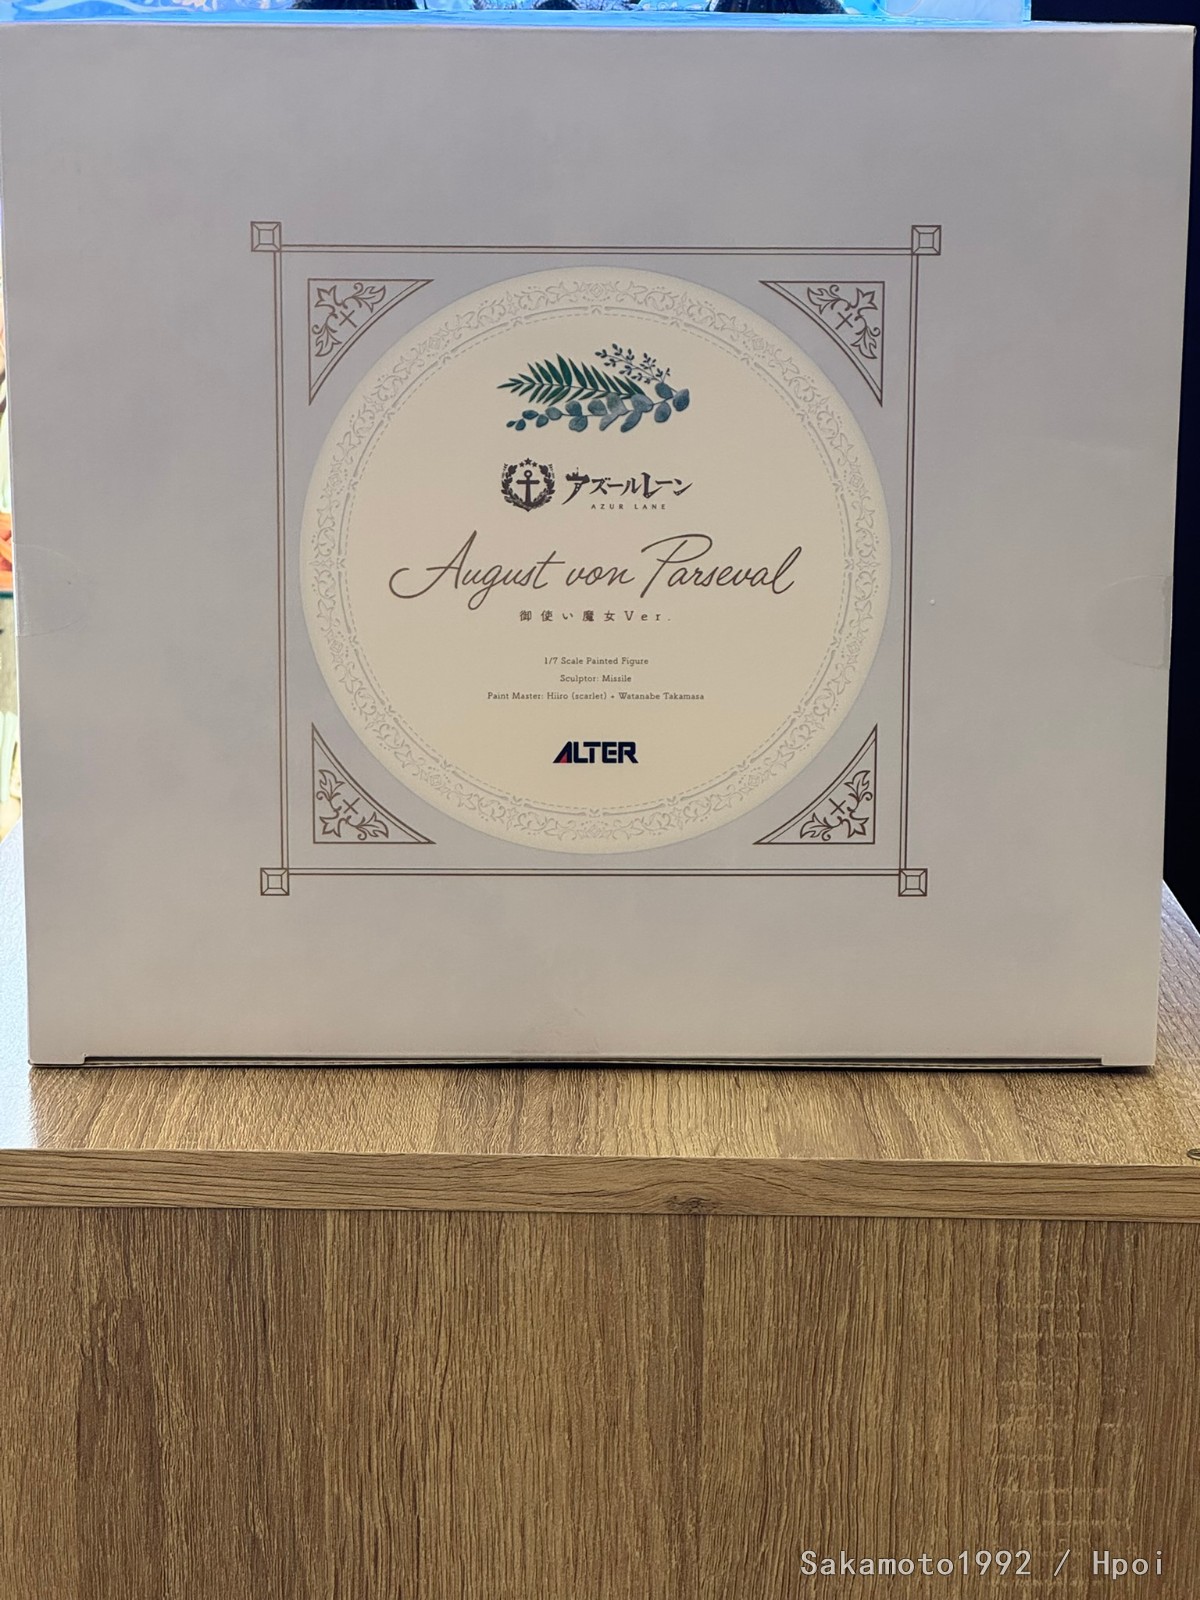 アズールレーン
AZUR LANE
August von Parseval
御使い魔女Ver.
1/7 Scale Painted Figure
Sculptor: Missile
Paint Master: Hiiro (scarlet) + Watanabe Takamasa
ALTER
Sakamoto1992 / Hpoi